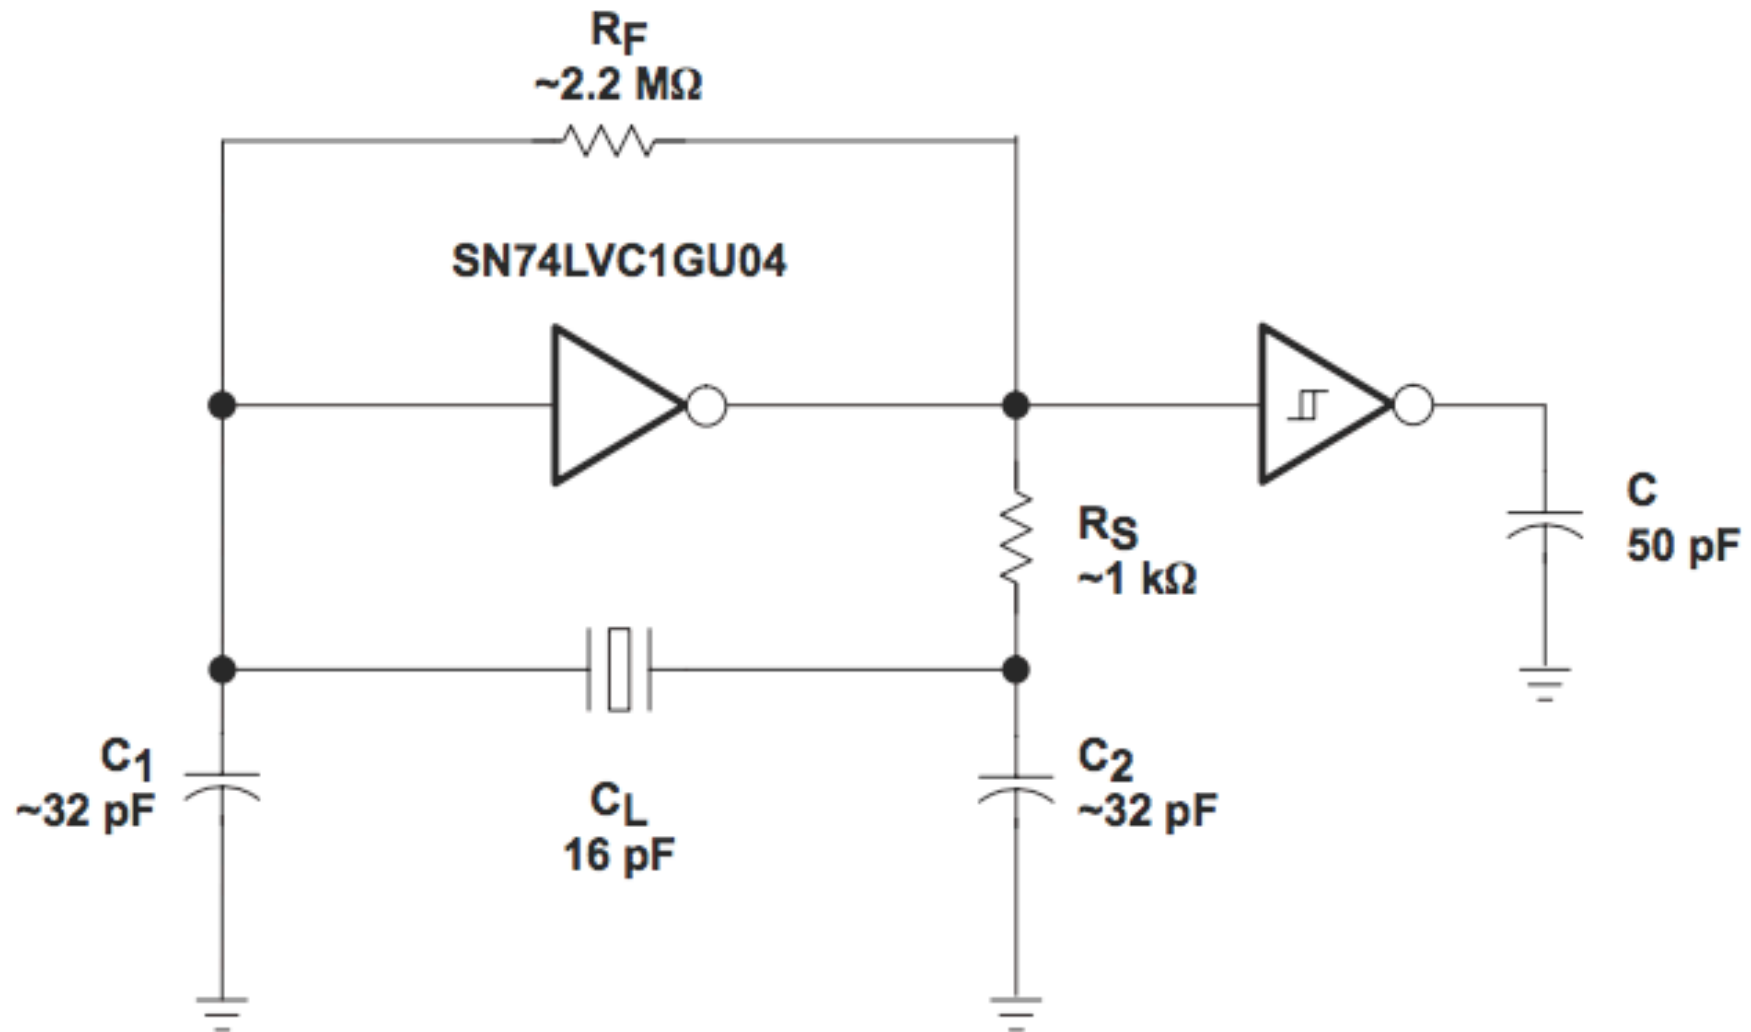 RF
~2.2 MΩ
SN74LVC1GU04
RS
~1 kΩ
C
50 pF
C1
~32 pF
CL
16 pF
C2
~32 pF